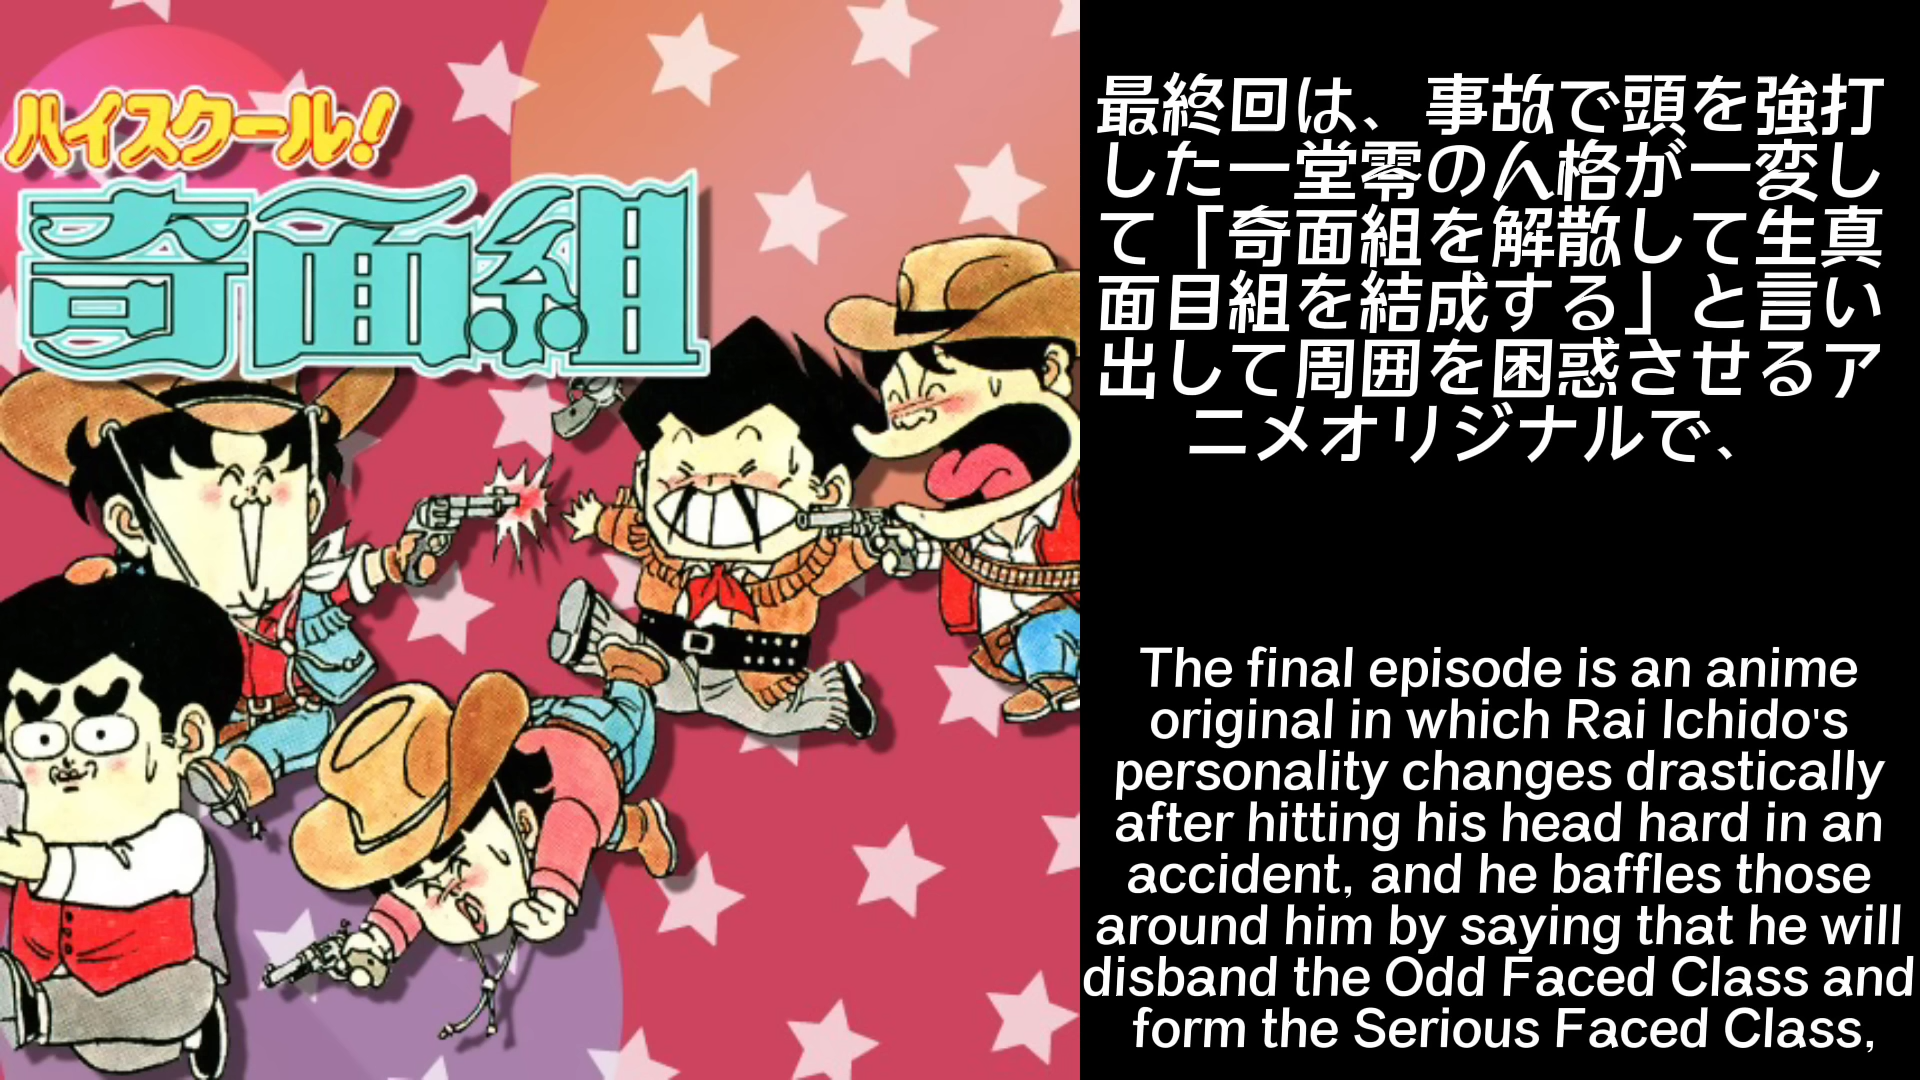 ハイスクール!
奇面組
最終回は、事故で頭を強打
した一堂零の人格が一変し
て「奇面組を解散して生真
面目組を結成する」と言い
出して周囲を困惑させるア
ニメオリジナルで、
The final episode is an anime
original in which Rai Ichido's
personality changes drastically
after hitting his head hard in an
accident, and he baffles those
around him by saying that he will
disband the Odd Faced Class and
form the Serious Faced Class,